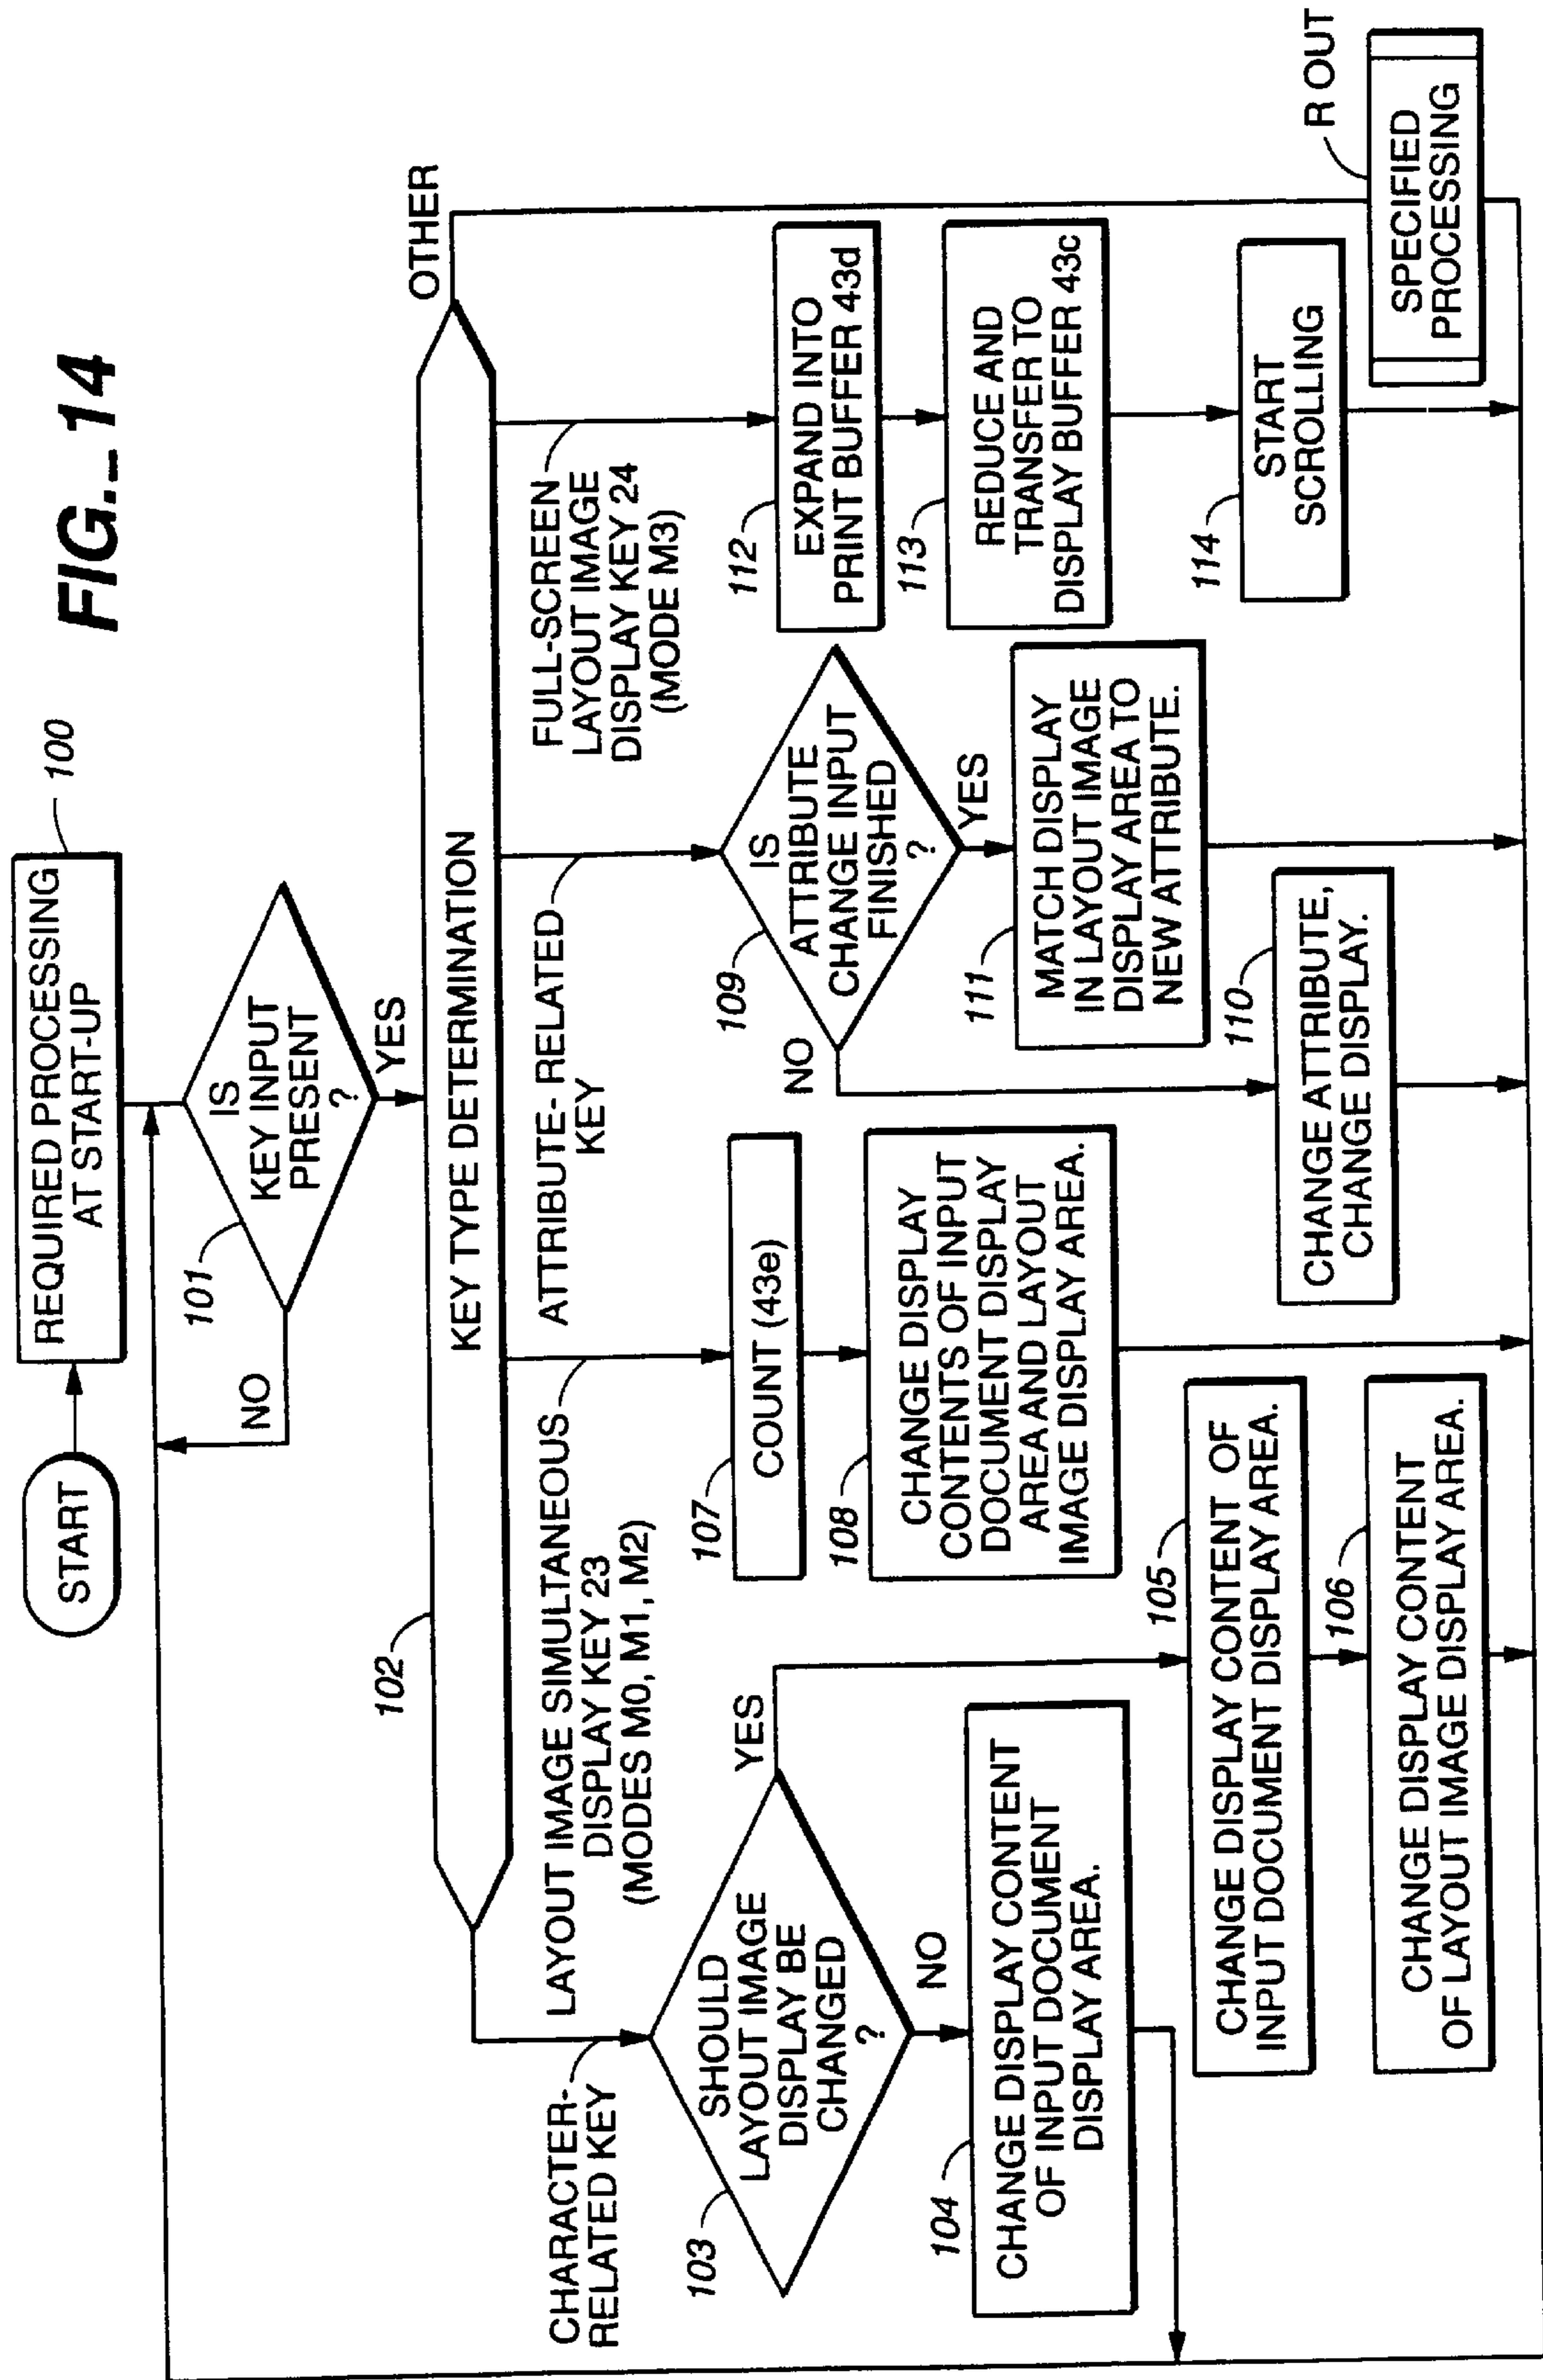 FIG._14
START
REQUIRED PROCESSING
AT START-UP
100
101
IS
KEY INPUT
PRESENT
?
NO
YES
102
KEY TYPE DETERMINATION
OTHER
CHARACTER-
RELATED KEY
LAYOUT IMAGE SIMULTANEOUS
DISPLAY KEY 23
(MODES M0, M1, M2)
ATTRIBUTE- RELATED
KEY
FULL-SCREEN
LAYOUT IMAGE
DISPLAY KEY 24
(MODE M3)
103
SHOULD
LAYOUT IMAGE
DISPLAY BE
CHANGED
?
YES
NO
104
CHANGE DISPLAY CONTENT
OF INPUT DOCUMENT
DISPLAY AREA.
105
CHANGE DISPLAY CONTENT OF
INPUT DOCUMENT DISPLAY AREA.
106
CHANGE DISPLAY CONTENT
OF LAYOUT IMAGE DISPLAY AREA.
107
COUNT (43e)
108
CHANGE DISPLAY
CONTENTS OF INPUT
DOCUMENT DISPLAY
AREA AND LAYOUT
IMAGE DISPLAY AREA.
109
IS
ATTRIBUTE
CHANGE INPUT
FINISHED
?
NO
YES
110
CHANGE ATTRIBUTE,
CHANGE DISPLAY.
111
MATCH DISPLAY
IN LAYOUT IMAGE
DISPLAY AREA TO
NEW ATTRIBUTE.
112
EXPAND INTO
PRINT BUFFER 43d
113
REDUCE AND
TRANSFER TO
DISPLAY BUFFER 43c
114
START
SCROLLING
R OUT
SPECIFIED
PROCESSING